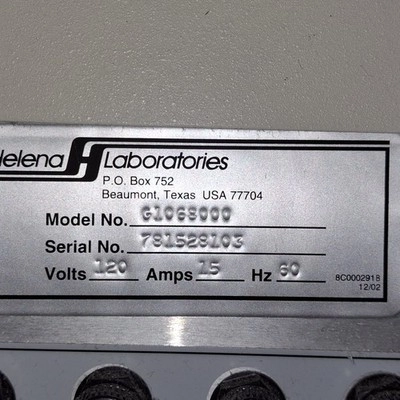 Helena Laboratories
P.O. Box 752
Beaumont, Texas USA 77704
Model No. G1068000
Serial No. 781528103
Volts 120 Amps 15 Hz 60
8C0002918
12/02